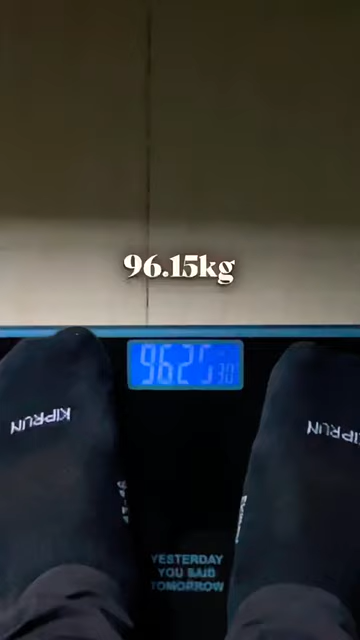 96.15kg
KIPRUN
KIPRUN
YESTERDAY
YOU SAID
TOMORROW